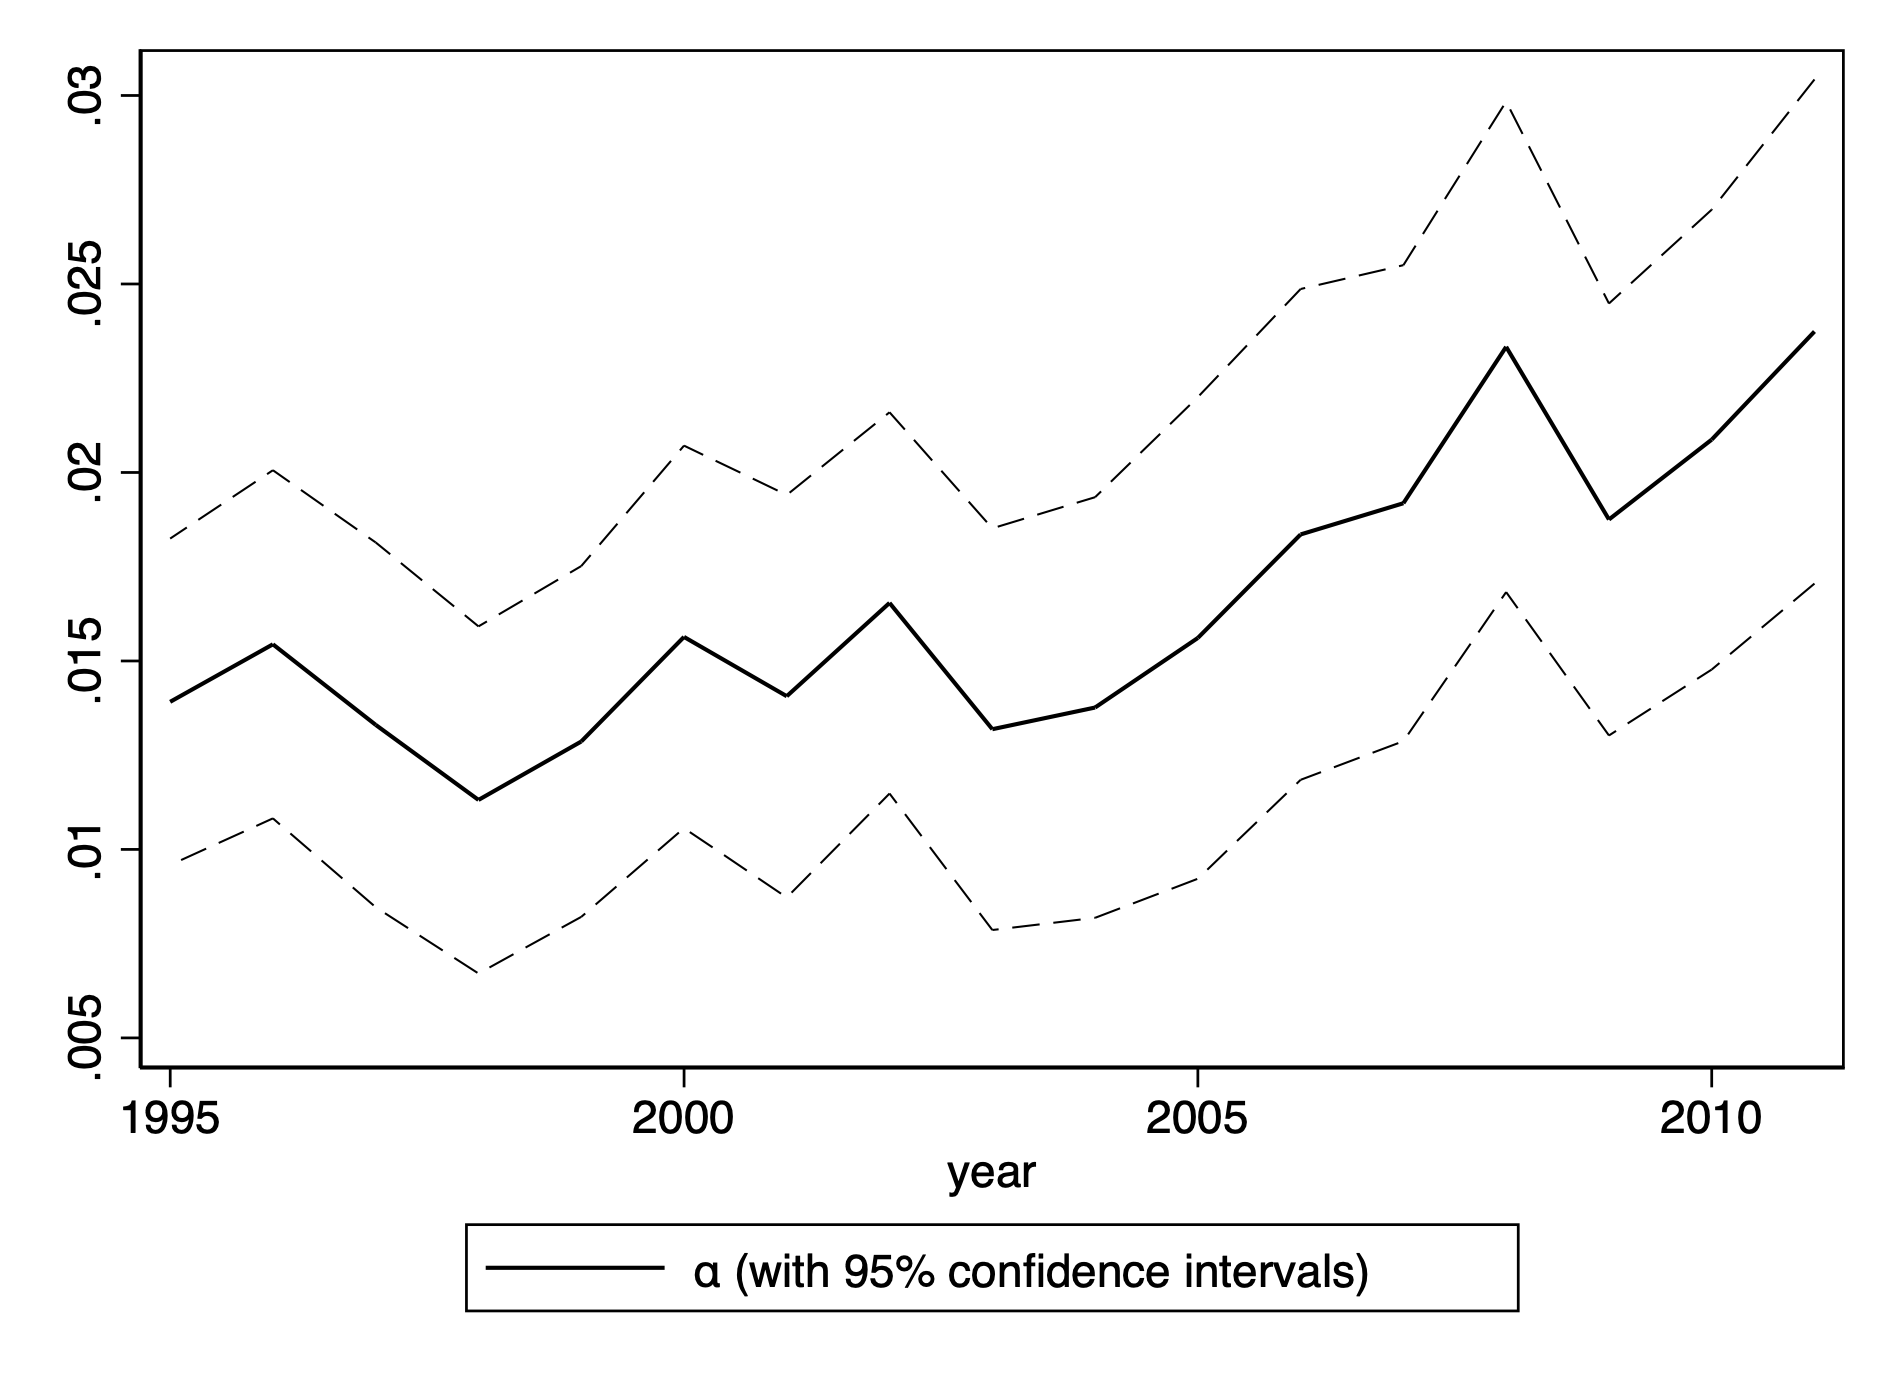 .03
.025
.02
.015
.01
.005
1995 2000 2005 2010
year
α (with 95% confidence intervals)